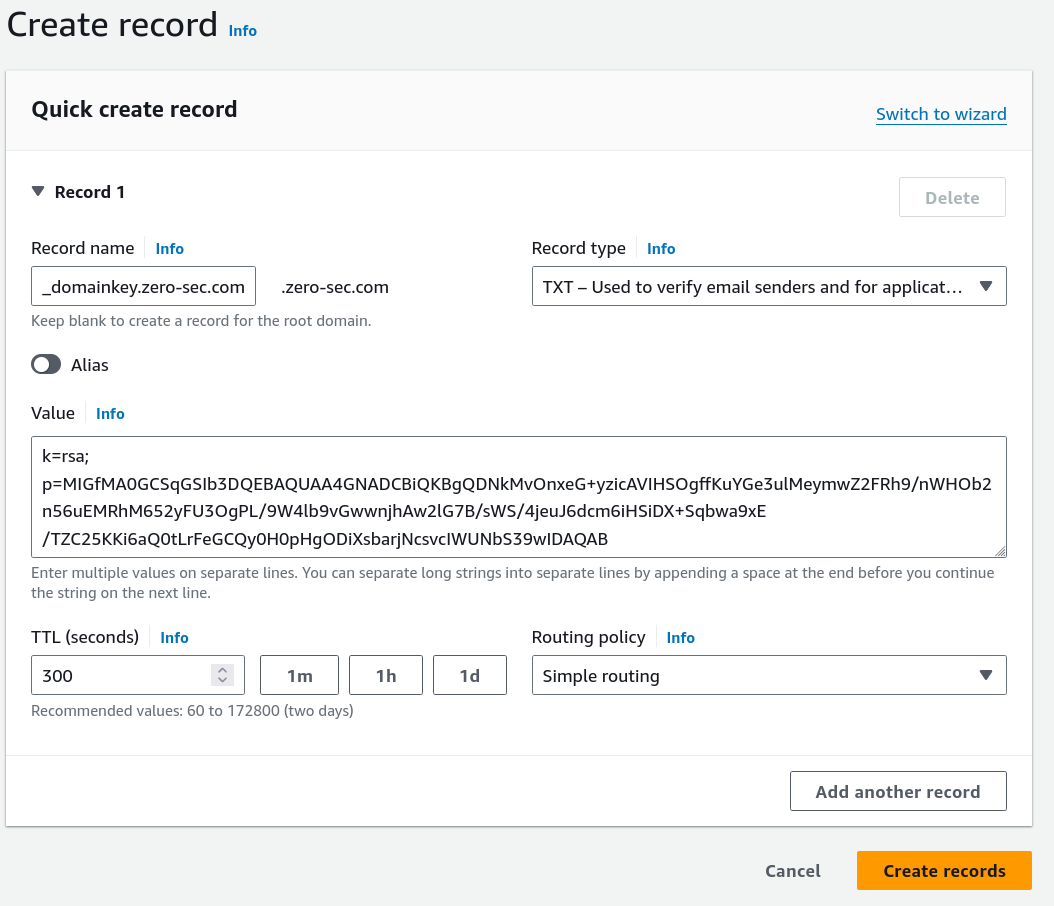 Create record Info
Quick create record
Switch to wizard
Record 1
Delete
Record name Info
Record type Info
_domainkey.zero-sec.com
.zero-sec.com
TXT – Used to verify email senders and for applicat…
Keep blank to create a record for the root domain.
Alias
Value Info
k=rsa;
p=MIGfMA0GCSqGSIb3DQEBAQUAA4GNADCBiQKBgQDNkMvOnxeG+yzicAVIHSOgffKuYGe3ulMeymwZ2FRh9/nWHOb2
n56uEMRhM652yFU3OgPL/9W4lb9vGwwnjhAw2lG7B/sWS/4jeuJ6dcm6iHSiDX+Sqbwa9xE
/TZC25KKi6aQ0tLrFeGCQy0H0pHgODiXsbarjNcsvcIWUNbS39wIDAQAB
Enter multiple values on separate lines. You can separate long strings into separate lines by appending a space at the end before you continue
the string on the next line.
TTL (seconds) Info
Routing policy Info
300
1m
1h
1d
Simple routing
Recommended values: 60 to 172800 (two days)
Add another record
Cancel
Create records